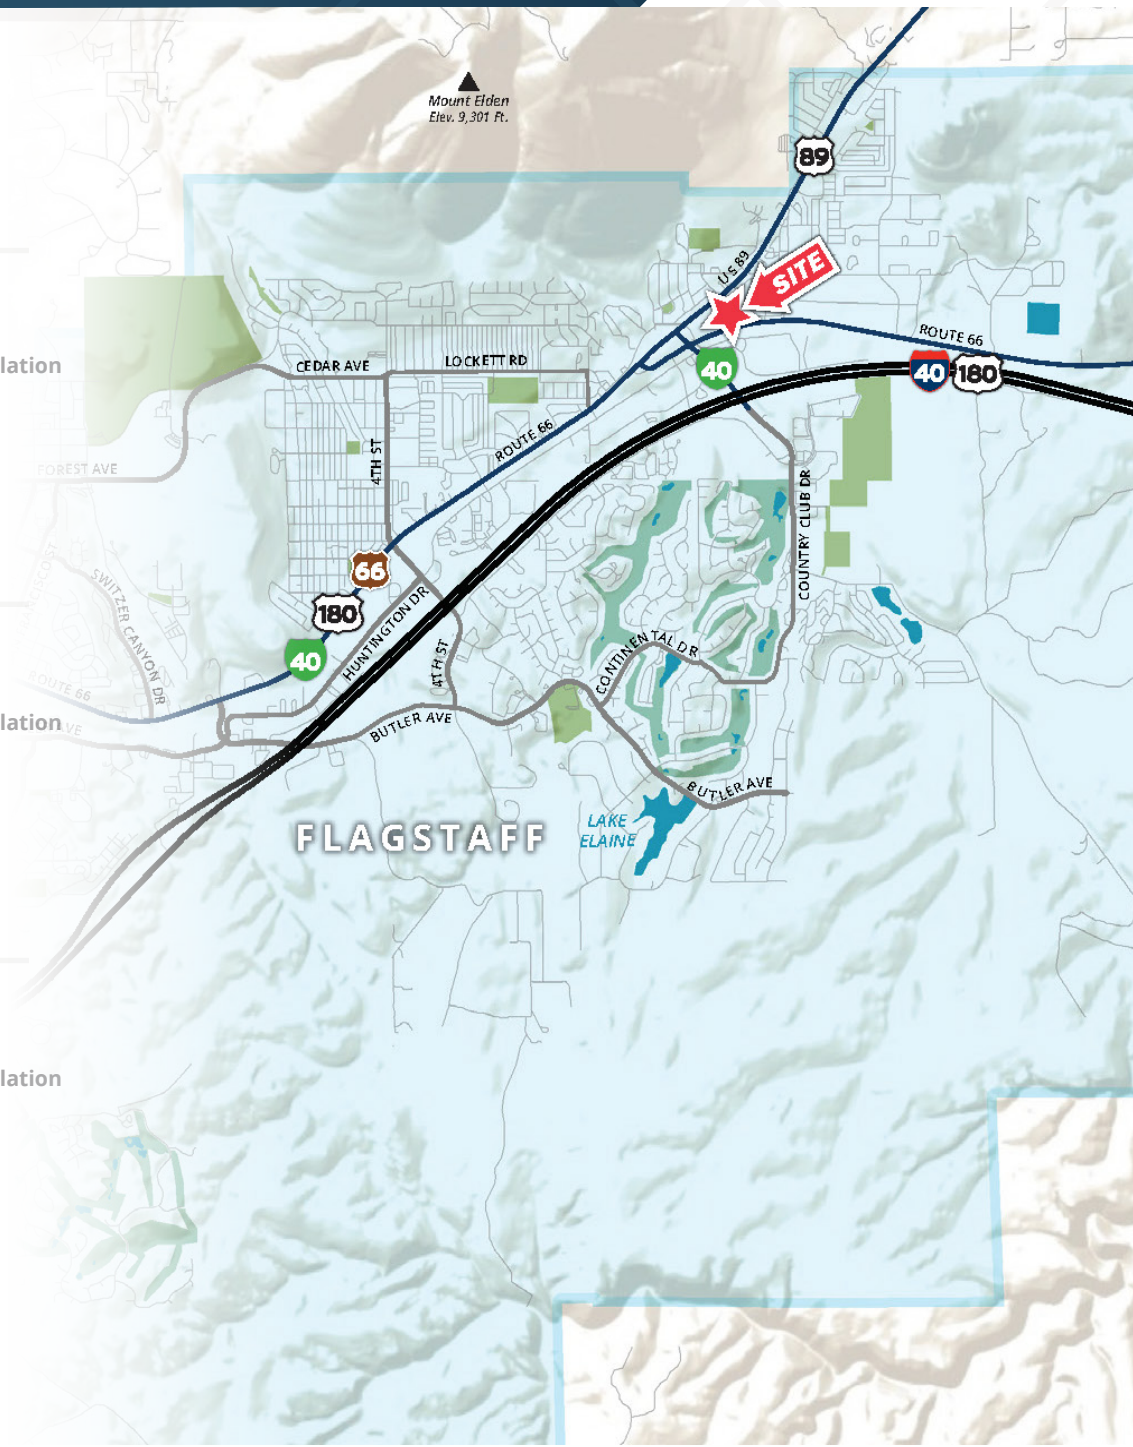 Mount Elden
Elev. 9,301 Ft.
89
US 89
SITE
ROUTE 66
lation
CEDAR AVE
LOCKETT RD
40
40
180
ROUTE 66
4TH ST
FOREST AVE
COUNTRY CLUB DR
66
SWITZER CANYON DR
180
HUNTINGTON DR
40
4TH ST
CONTINENTAL DR
ROUTE 66
lation
AVE
BUTLER AVE
BUTLER AVE
LAKE
ELAINE
FLAGSTAFF
lation